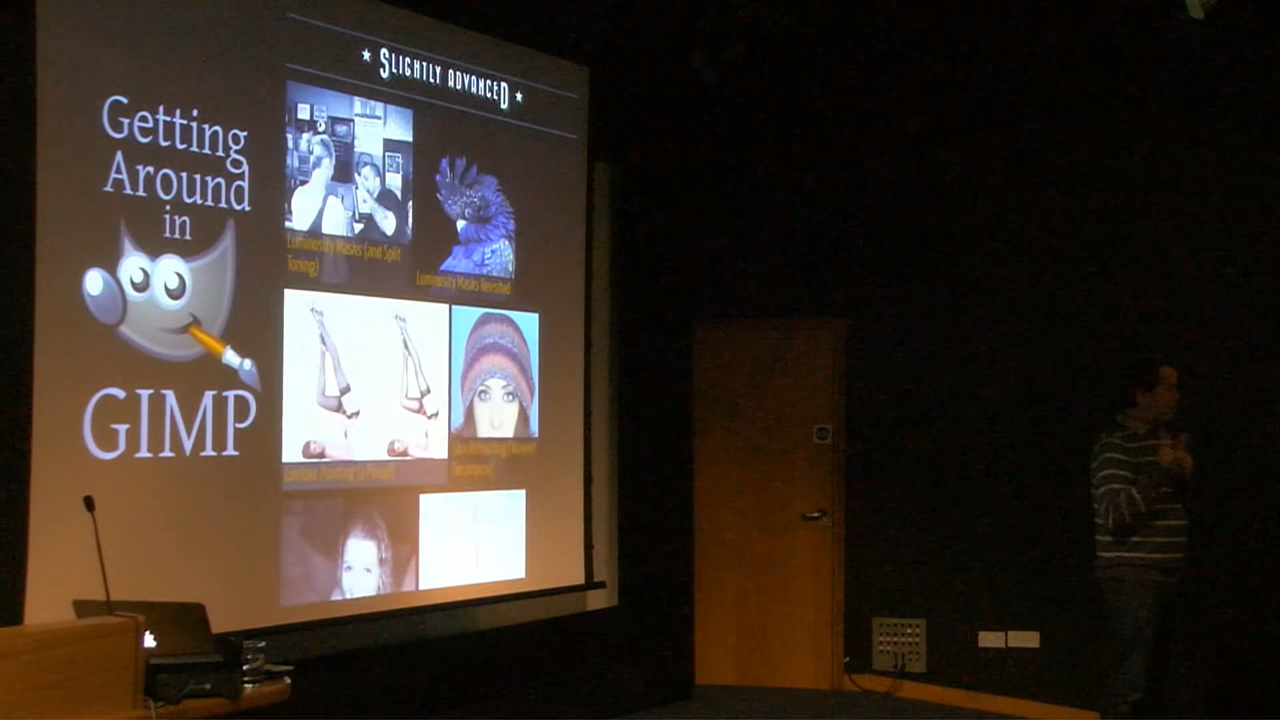 ★ Slightly Advanced ★
Getting
Around
in
GIMP
Luminosity Masks (and Split
Toning)
Luminosity Masks Revisited